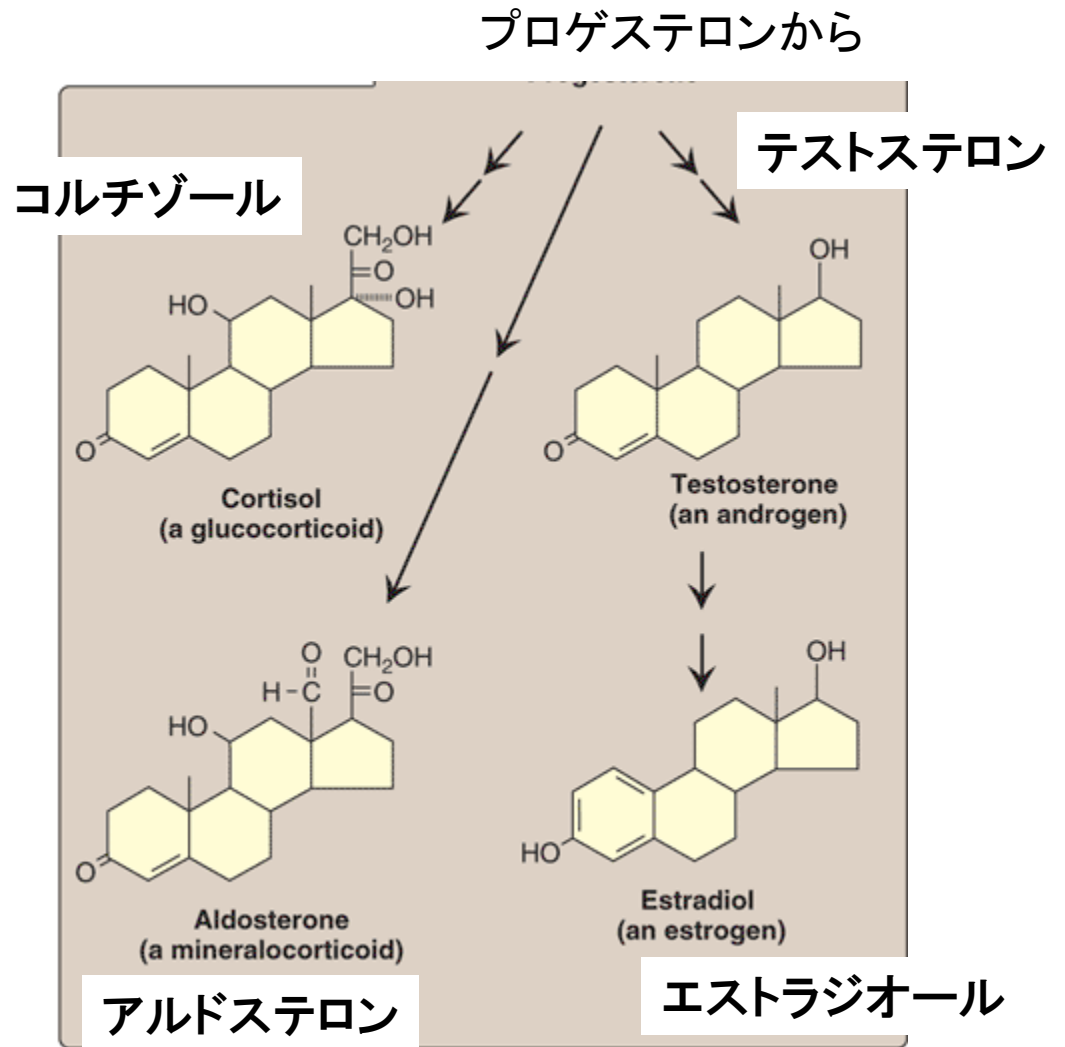 プロゲステロンから
テストステロン
コルチゾール
CH₂OH
=O
OH
HO
O
Cortisol
(a glucocorticoid)
OH
O
Testosterone
(an androgen)
O
H-C
CH₂OH
=O
HO
O
Aldosterone
(a mineralocorticoid)
アルドステロン
OH
HO
Estradiol
(an estrogen)
エストラジオール